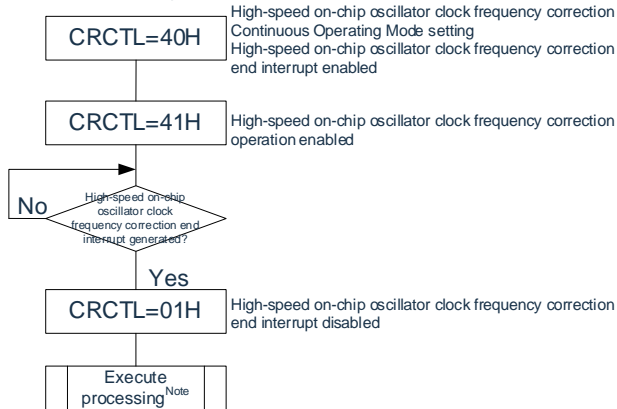 CRCTL=40H
High-speed on-chip oscillator clock frequency correction
Continuous Operating Mode setting
High-speed on-chip oscillator clock frequency correction
end interrupt enabled
CRCTL=41H
High-speed on-chip oscillator clock frequency correction
operation enabled
No
High-speed on-chip
oscillator clock
frequency correction end
interrupt generated?
Yes
CRCTL=01H
High-speed on-chip oscillator clock frequency correction
end interrupt disabled
Execute
processing Note